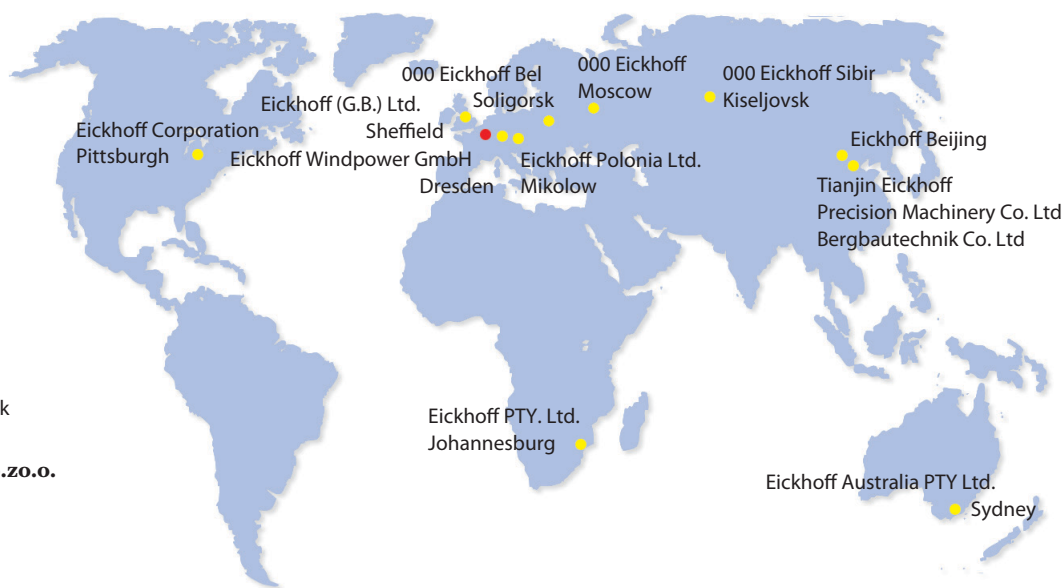 000 Eickhoff Bel
Soligorsk
000 Eickhoff
Moscow
000 Eickhoff Sibir
Kiseljovsk
Eickhoff (G.B.) Ltd.
Sheffield
Eickhoff Corporation
Pittsburgh
Eickhoff Windpower GmbH
Dresden
Eickhoff Polonia Ltd.
Mikolow
Eickhoff Beijing
Tianjin Eickhoff
Precision Machinery Co. Ltd
Bergbautechnik Co. Ltd
k
.zo.o.
Eickhoff PTY. Ltd.
Johannesburg
Eickhoff Australia PTY Ltd.
Sydney